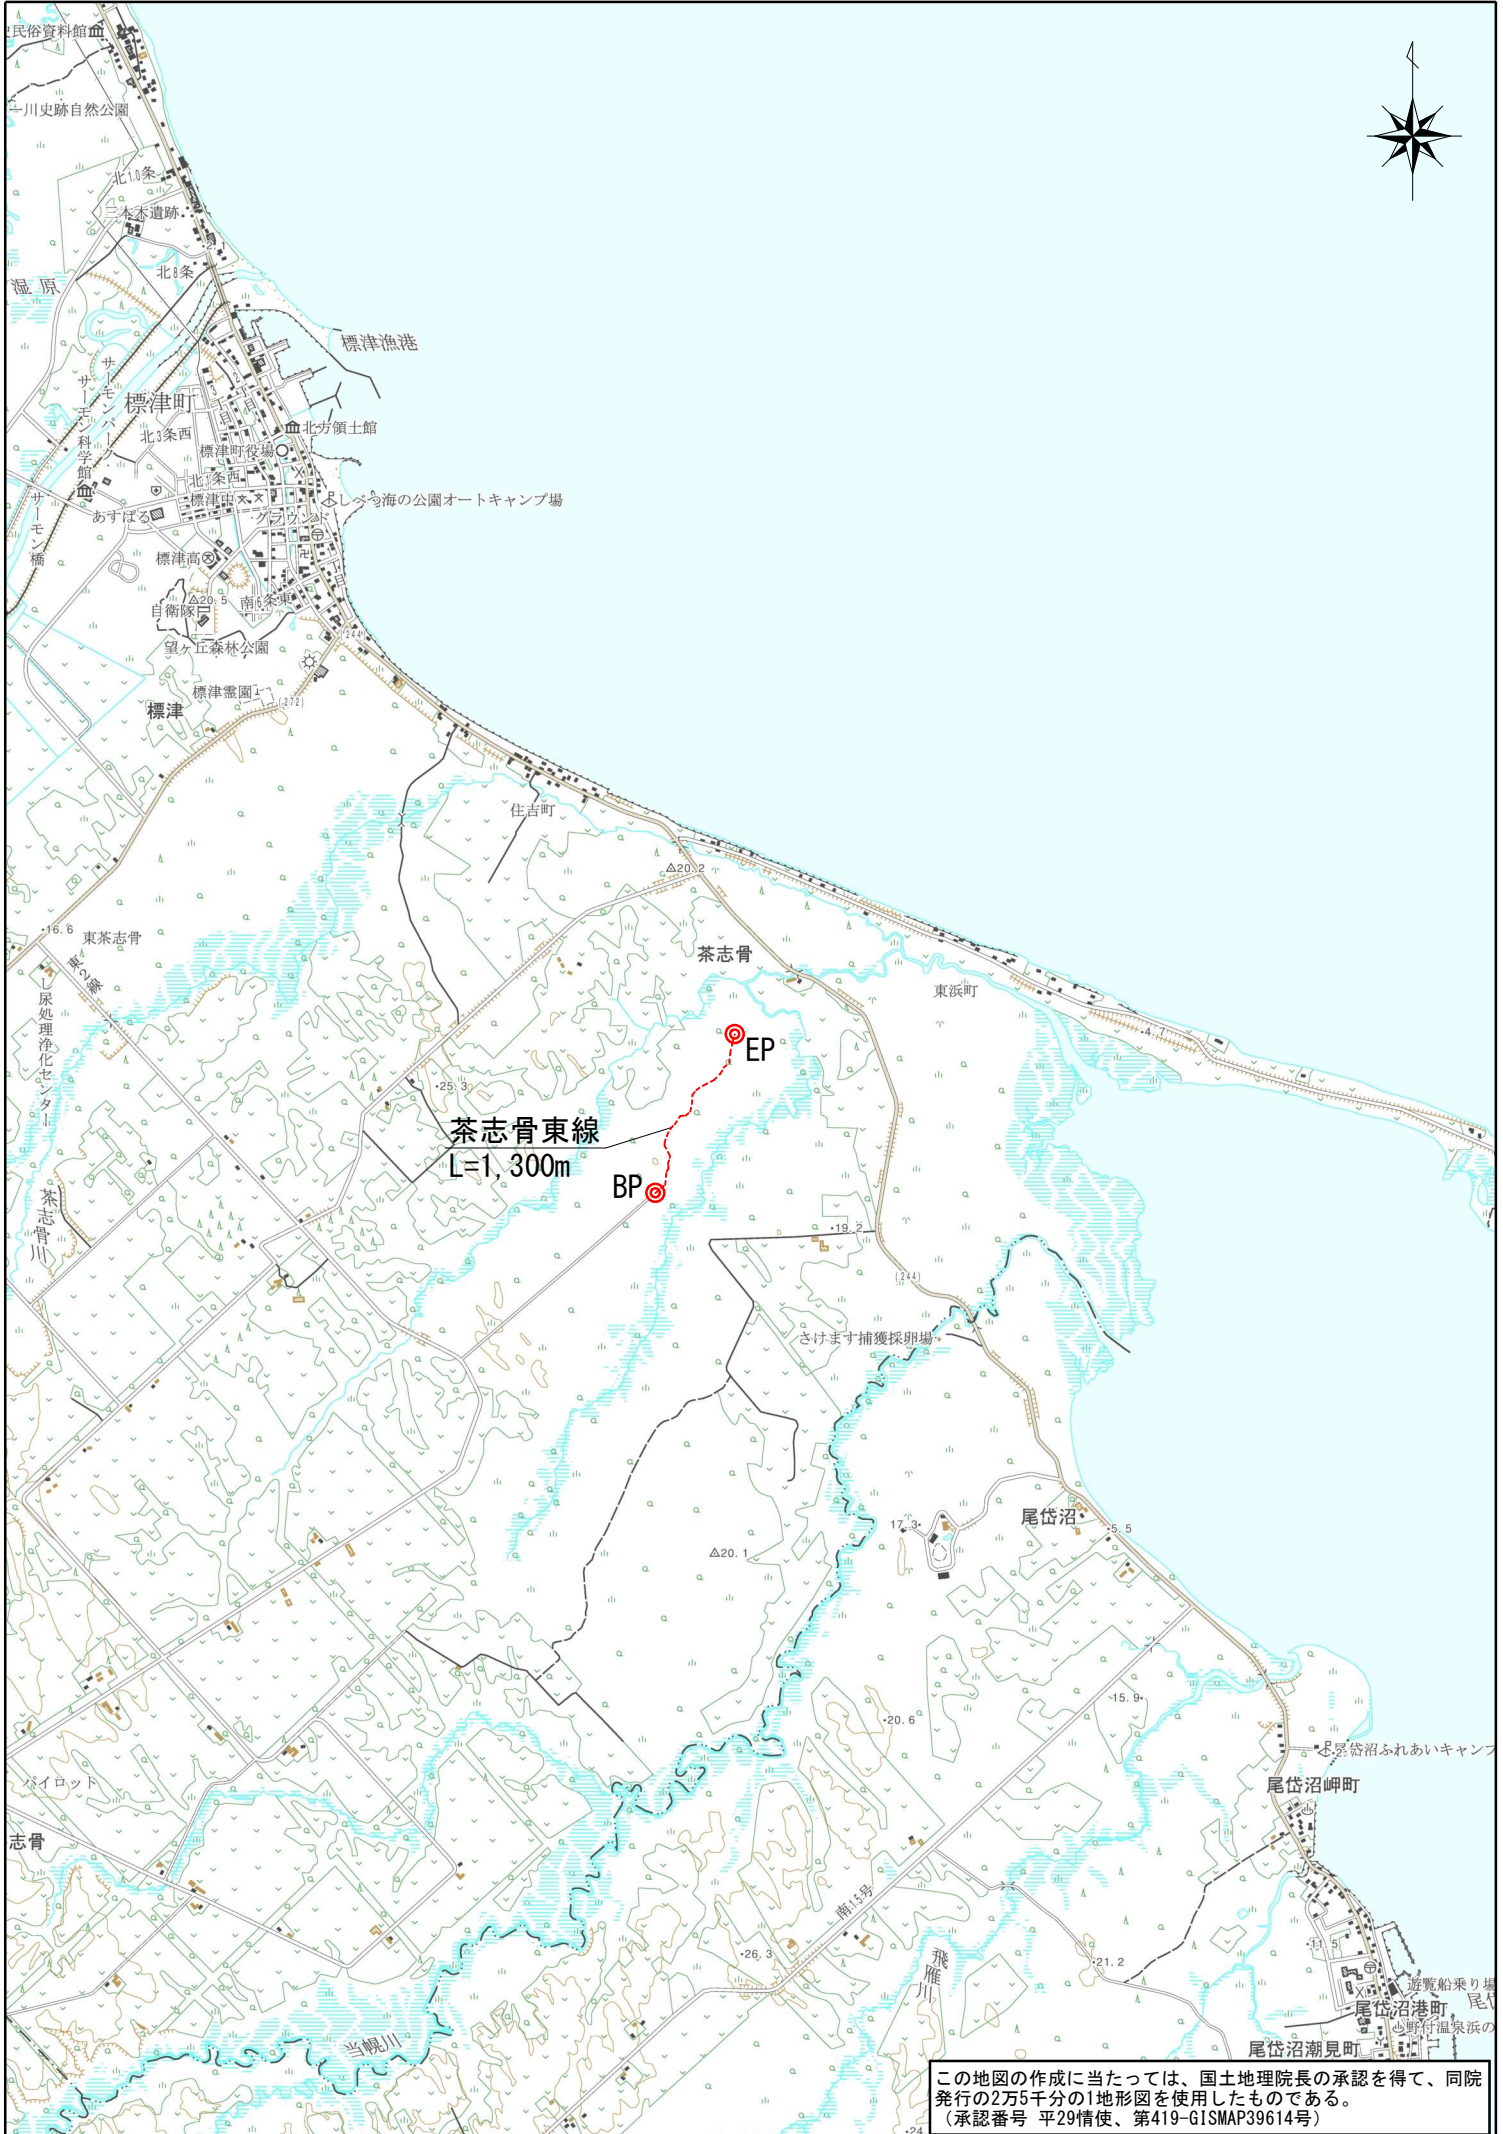 民俗資料館
一川史跡自然公園
北10条
三本木遺跡
2.1
北8条
湿原
標津漁港
サーモンパーク
サーモン科学館
標津町
北3条西
北方領土館
標津町役場
北1条西
標津中
しべつ海の公園オートキャンプ場
あすぱる
グラウンド
サーモン橋
標津高
20.5
南6条東
自衛隊
(244)
望ヶ丘森林公園
標津霊園
(272)
標津
住吉町
20.2
16.6
東茶志骨
茶志骨
東2線
し尿処理浄化センター
東浜町
4.7
EP
25.3
茶志骨東線
L=1,300m
BP
茶志骨川
19.2
(244)
さけます捕獲採卵場
尾岱沼
17.3
5.5
20.1
15.9
20.6
尾岱沼ふれあいキャンプ
パイロット
尾岱沼岬町
志骨
南15号
26.3
飛雁川
21.2
11.5
遊覧船乗り場
尾岱沼港町
野付温泉浜の
当幌川
尾岱沼潮見町
この地図の作成に当たっては、国土地理院長の承認を得て、同院
発行の2万5千分の1地形図を使用したものである。
（承認番号 平29情使、第419-GISMAP39614号）
24